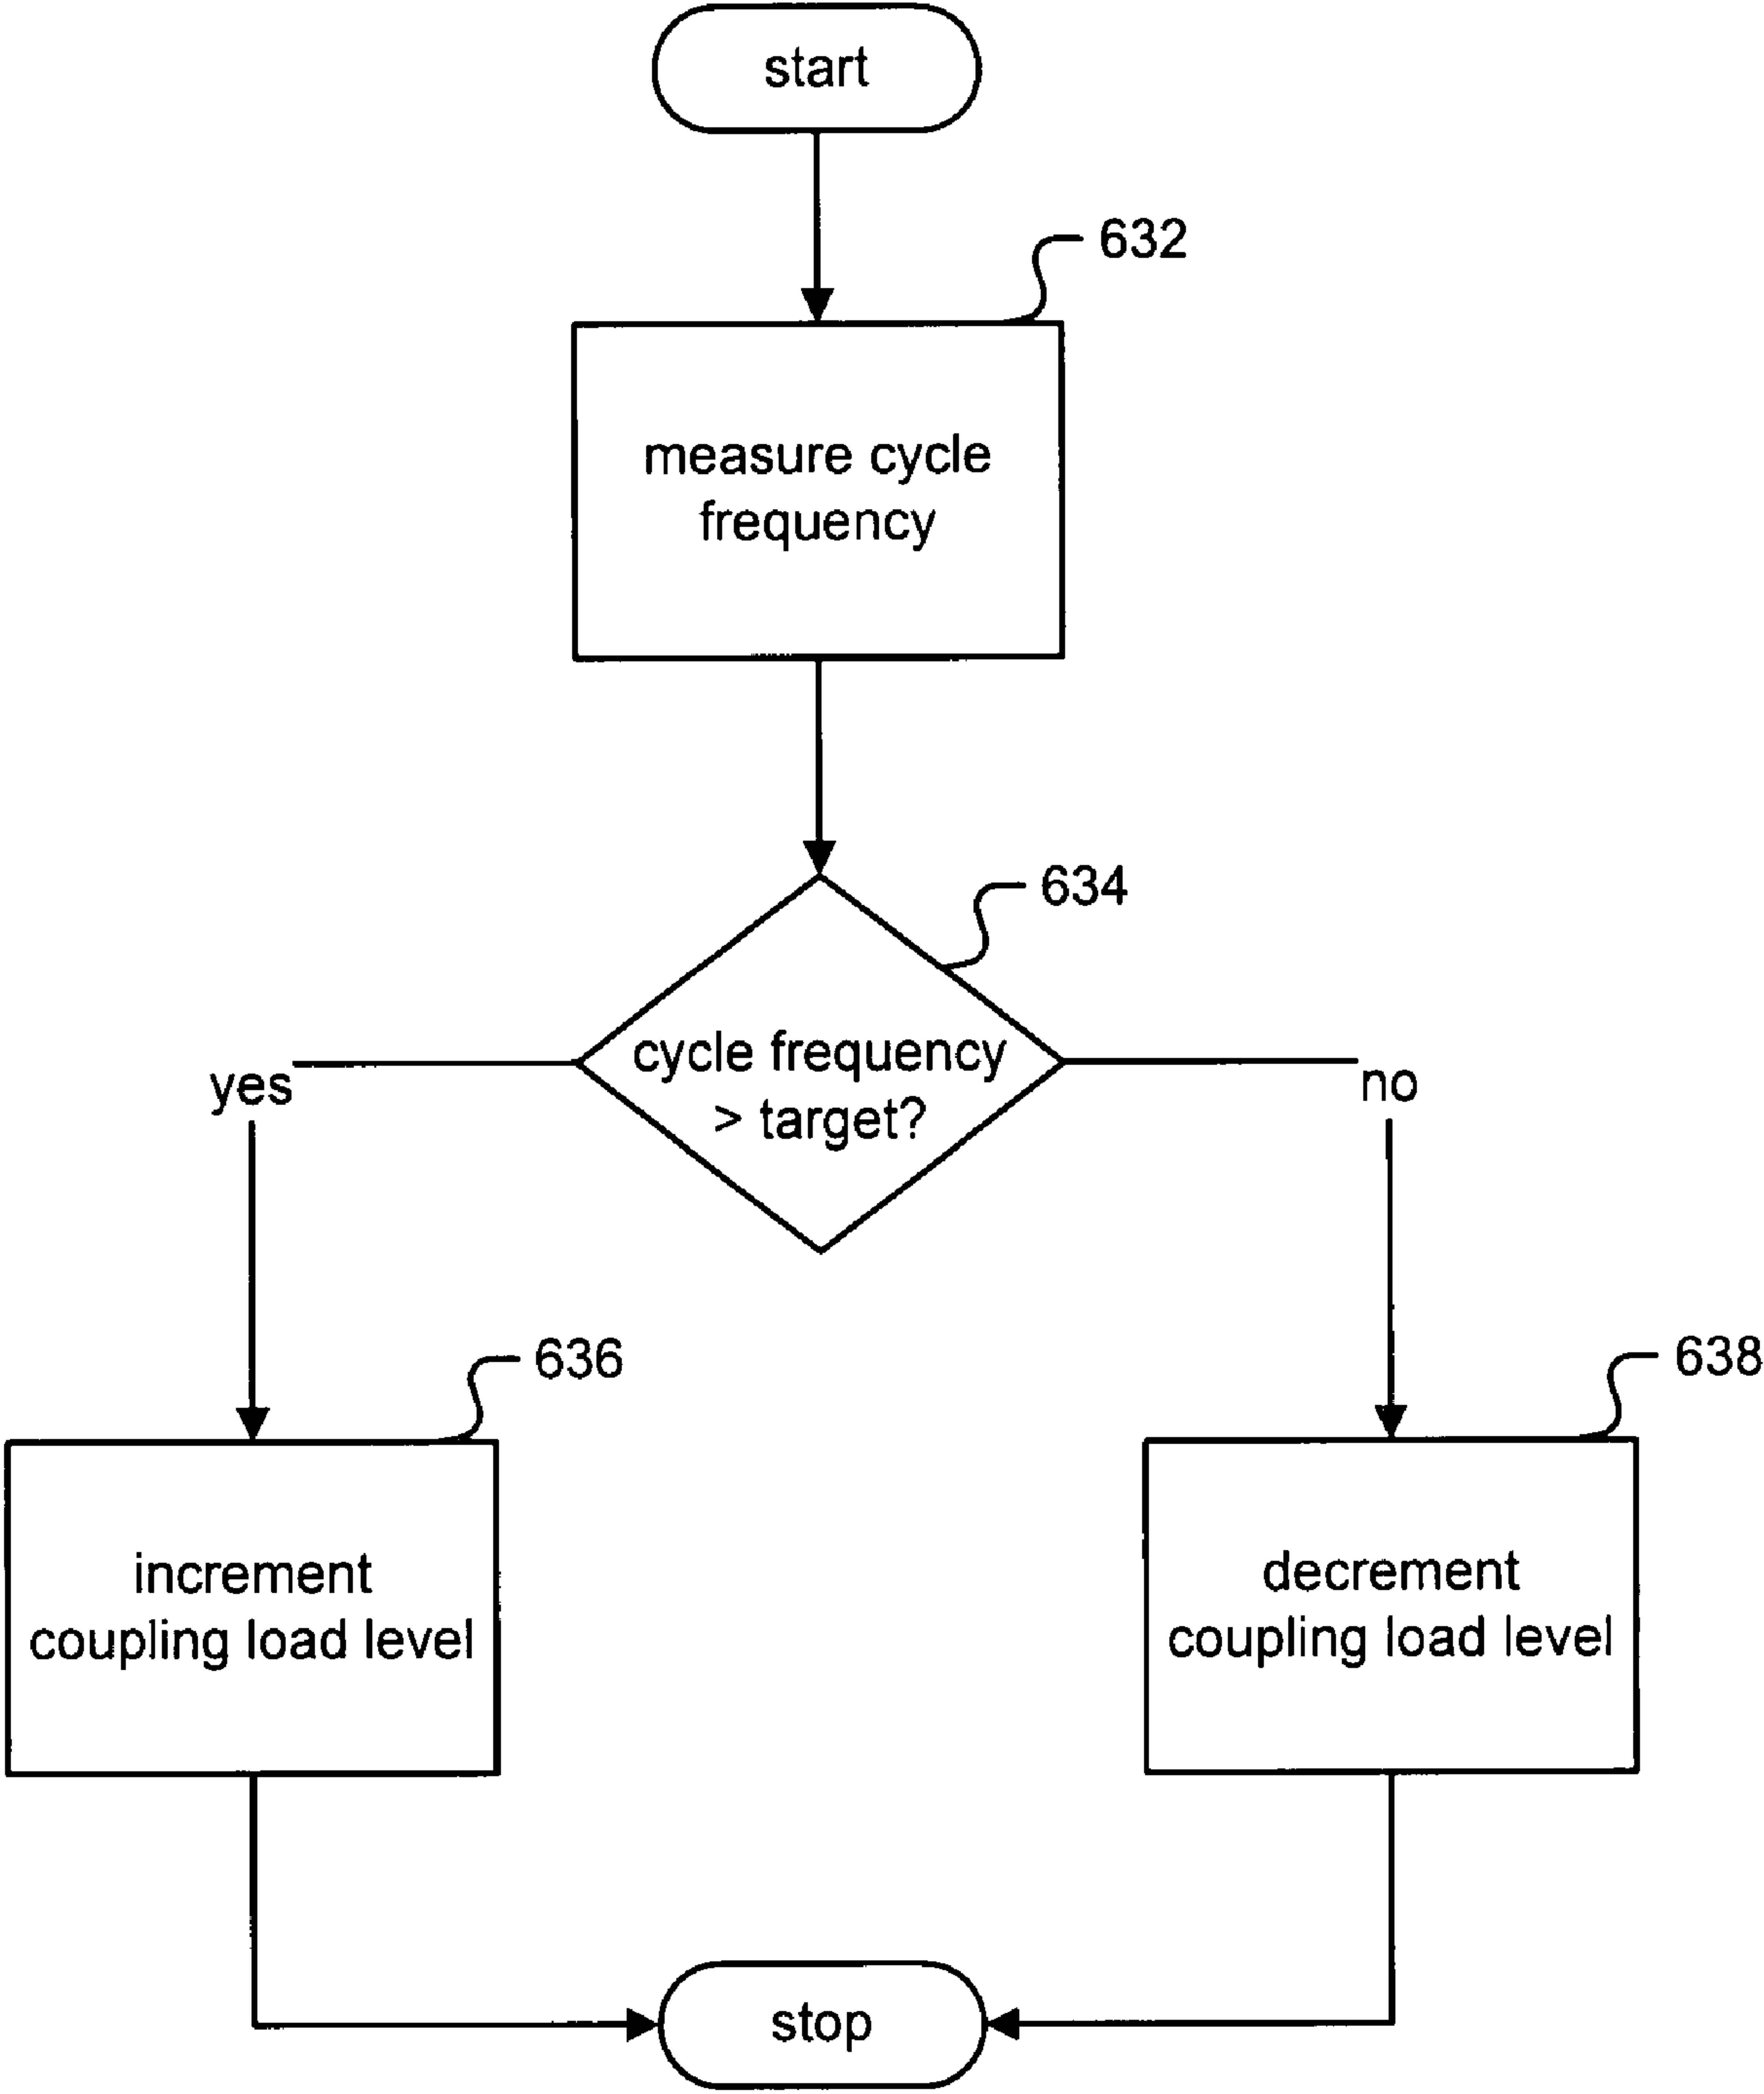 start
632
measure cycle
frequency
634
cycle frequency
> target?
yes
no
636
638
increment
coupling load level
decrement
coupling load level
stop